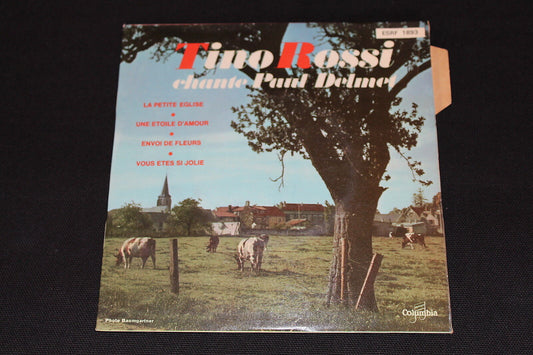 ESRF 1893
Tino Rossi
chante Paul Delmet
LA PETITE EGLISE
UNE ETOILE D'AMOUR
ENVOI DE FLEURS
VOUS ETES SI JOLIE
Columbia
Photo Baumgartner